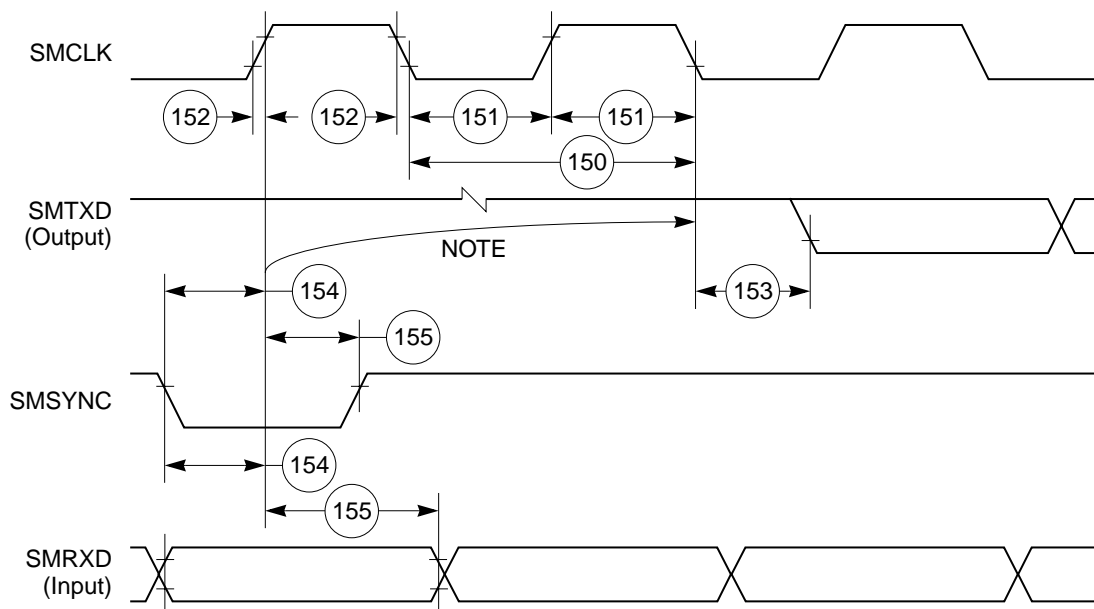 SMCLK
152
152
151
151
150
SMTXD
(Output)
NOTE
154
153
155
SMSYNC
154
155
SMRXD
(Input)